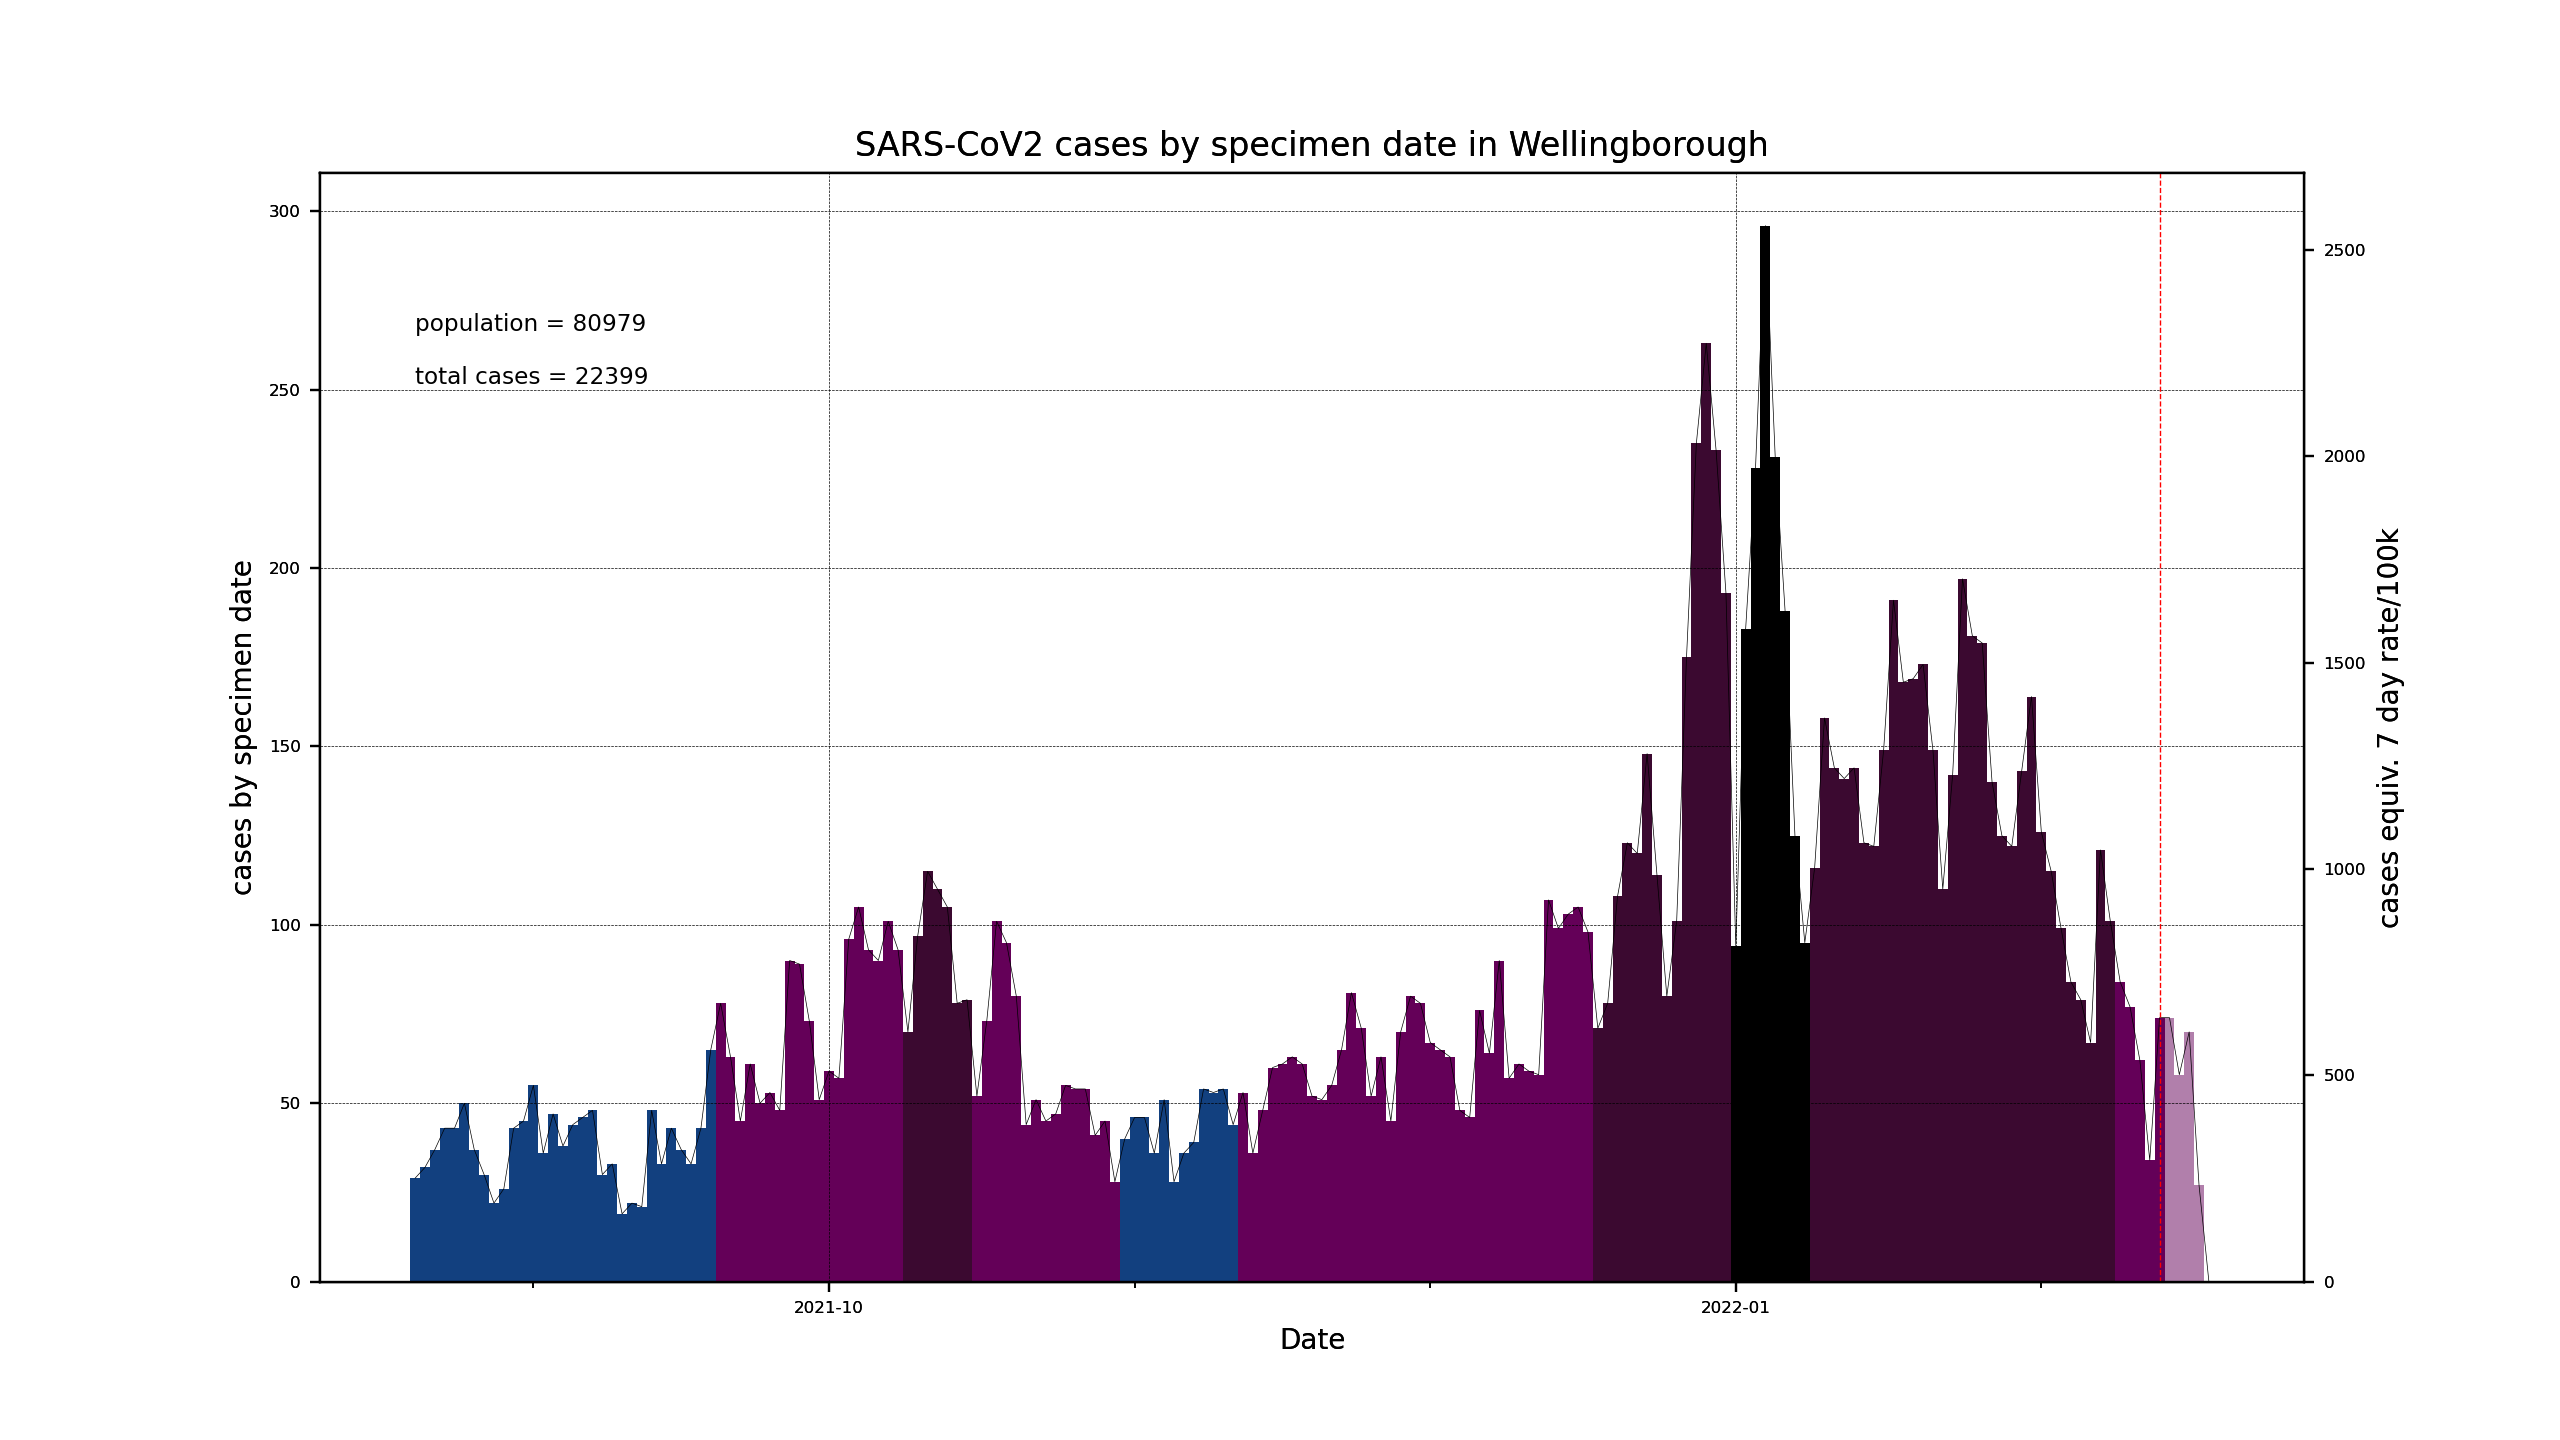 SARS-CoV2 cases by specimen date in Wellingborough
population = 80979
total cases = 22399
cases by specimen date
300
250
200
150
100
50
0
2500
2000
1500
1000
500
0
cases equiv. 7 day rate/100k
2021-10
2022-01
Date